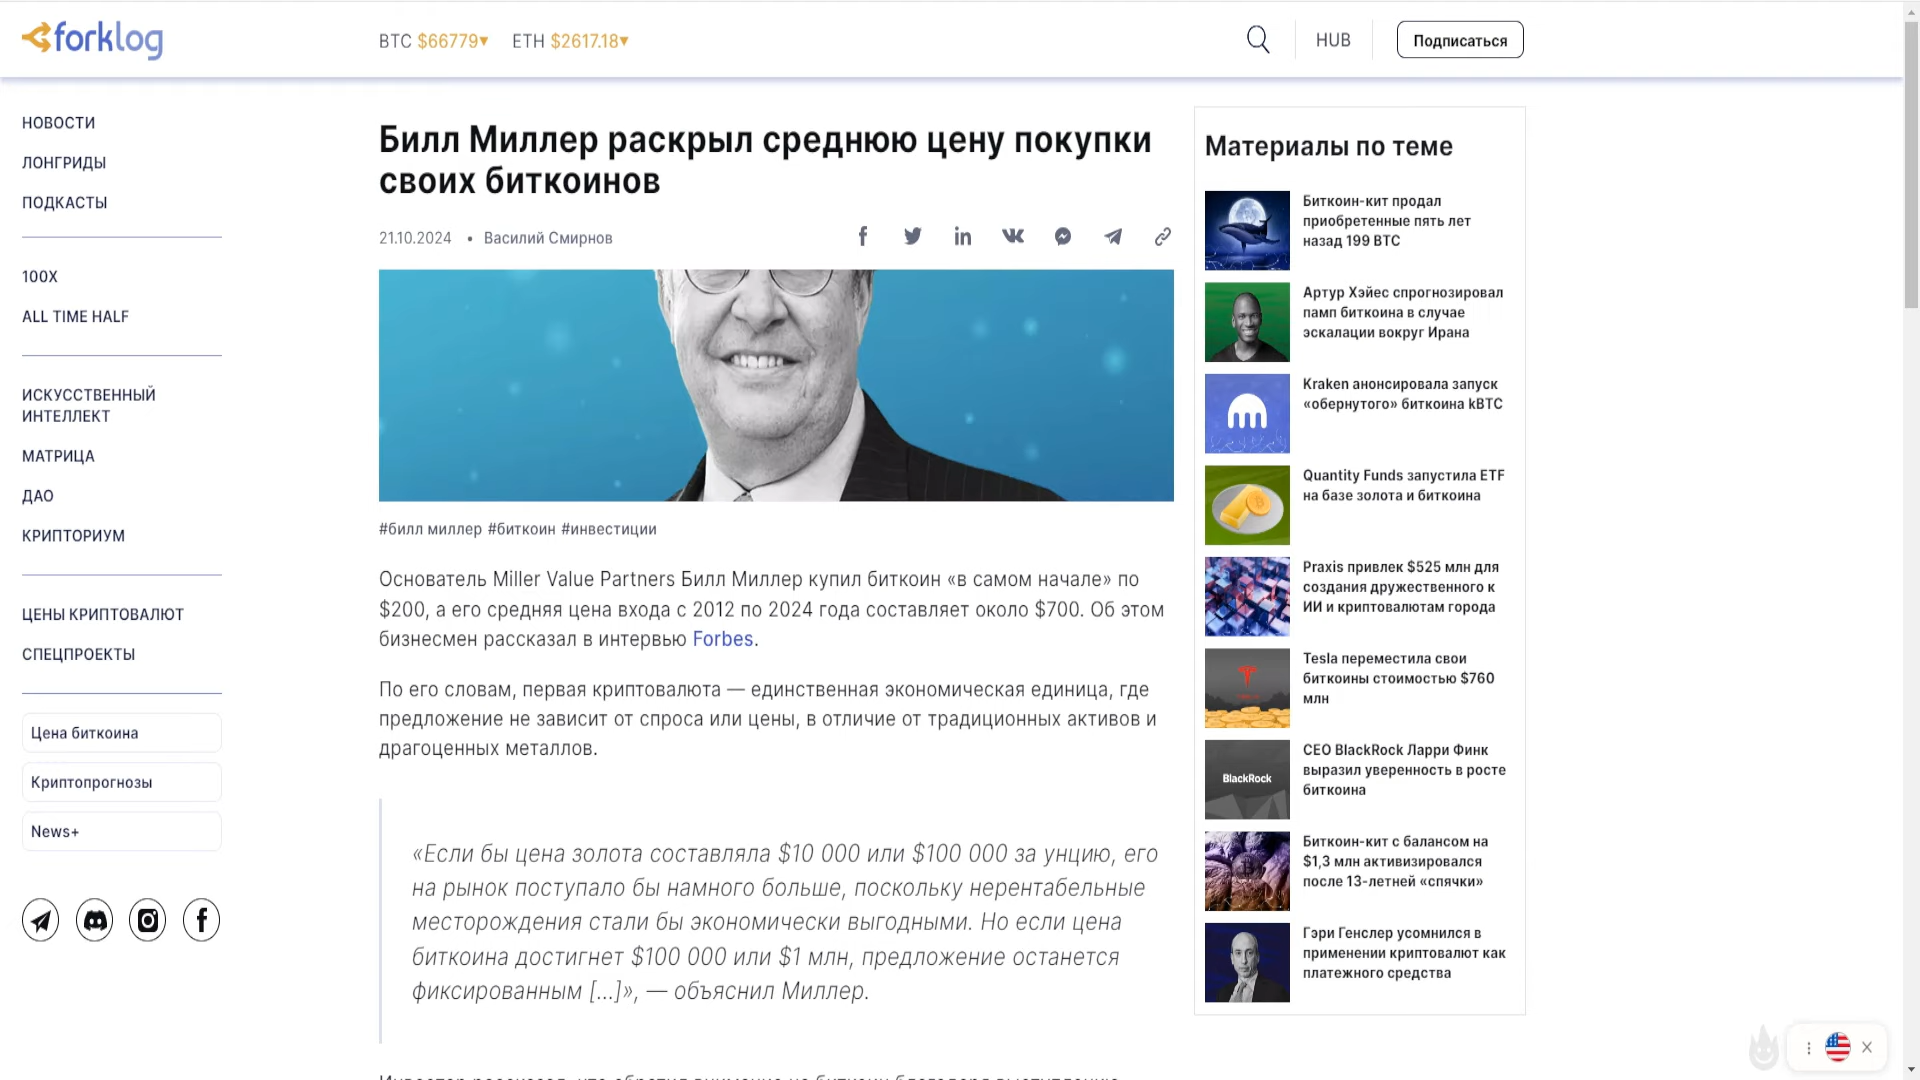 forklog
BTC $66779▼ ETH $2617.18▼
HUB
Подписаться
НОВОСТИ
ЛОНГРИДЫ
ПОДКАСТЫ
100X
ALL TIME HALF
ИСКУССТВЕННЫЙ
ИНТЕЛЛЕКТ
МАТРИЦА
ДАО
КРИПТОРИУМ
ЦЕНЫ КРИПТОВАЛЮТ
СПЕЦПРОЕКТЫ
Цена биткоина
Криптопрогнозы
News+
Билл Миллер раскрыл среднюю цену покупки
своих биткоинов
21.10.2024 • Василий Смирнов
#билл миллер #биткоин #инвестиции
Основатель Miller Value Partners Билл Миллер купил биткоин «в самом начале» по
$200, а его средняя цена входа с 2012 по 2024 года составляет около $700. Об этом
бизнесмен рассказал в интервью Forbes.
По его словам, первая криптовалюта — единственная экономическая единица, где
предложение не зависит от спроса или цены, в отличие от традиционных активов и
драгоценных металлов.
«Если бы цена золота составляла $10 000 или $100 000 за унцию, его
на рынок поступало бы намного больше, поскольку нерентабельные
месторождения стали бы экономически выгодными. Но если цена
биткоина достигнет $100 000 или $1 млн, предложение останется
фиксированным [...]», — объяснил Миллер.
Материалы по теме
Биткоин-кит продал
приобретенные пять лет
назад 199 BTC
Артур Хэйес спрогнозировал
памп биткоина в случае
эскалации вокруг Ирана
Kraken анонсировала запуск
«обернутого» биткоина kBTC
Quantity Funds запустила ETF
на базе золота и биткоина
Praxis привлек $525 млн для
создания дружественного к
ИИ и криптовалютам города
Tesla переместила свои
биткоины стоимостью $760
млн
BlackRock
CEO BlackRock Ларри Финк
выразил уверенность в росте
биткоина
Биткоин-кит с балансом на
$1,3 млн активизировался
после 13-летней «спячки»
Гэри Генслер усомнился в
применении криптовалют как
платежного средства